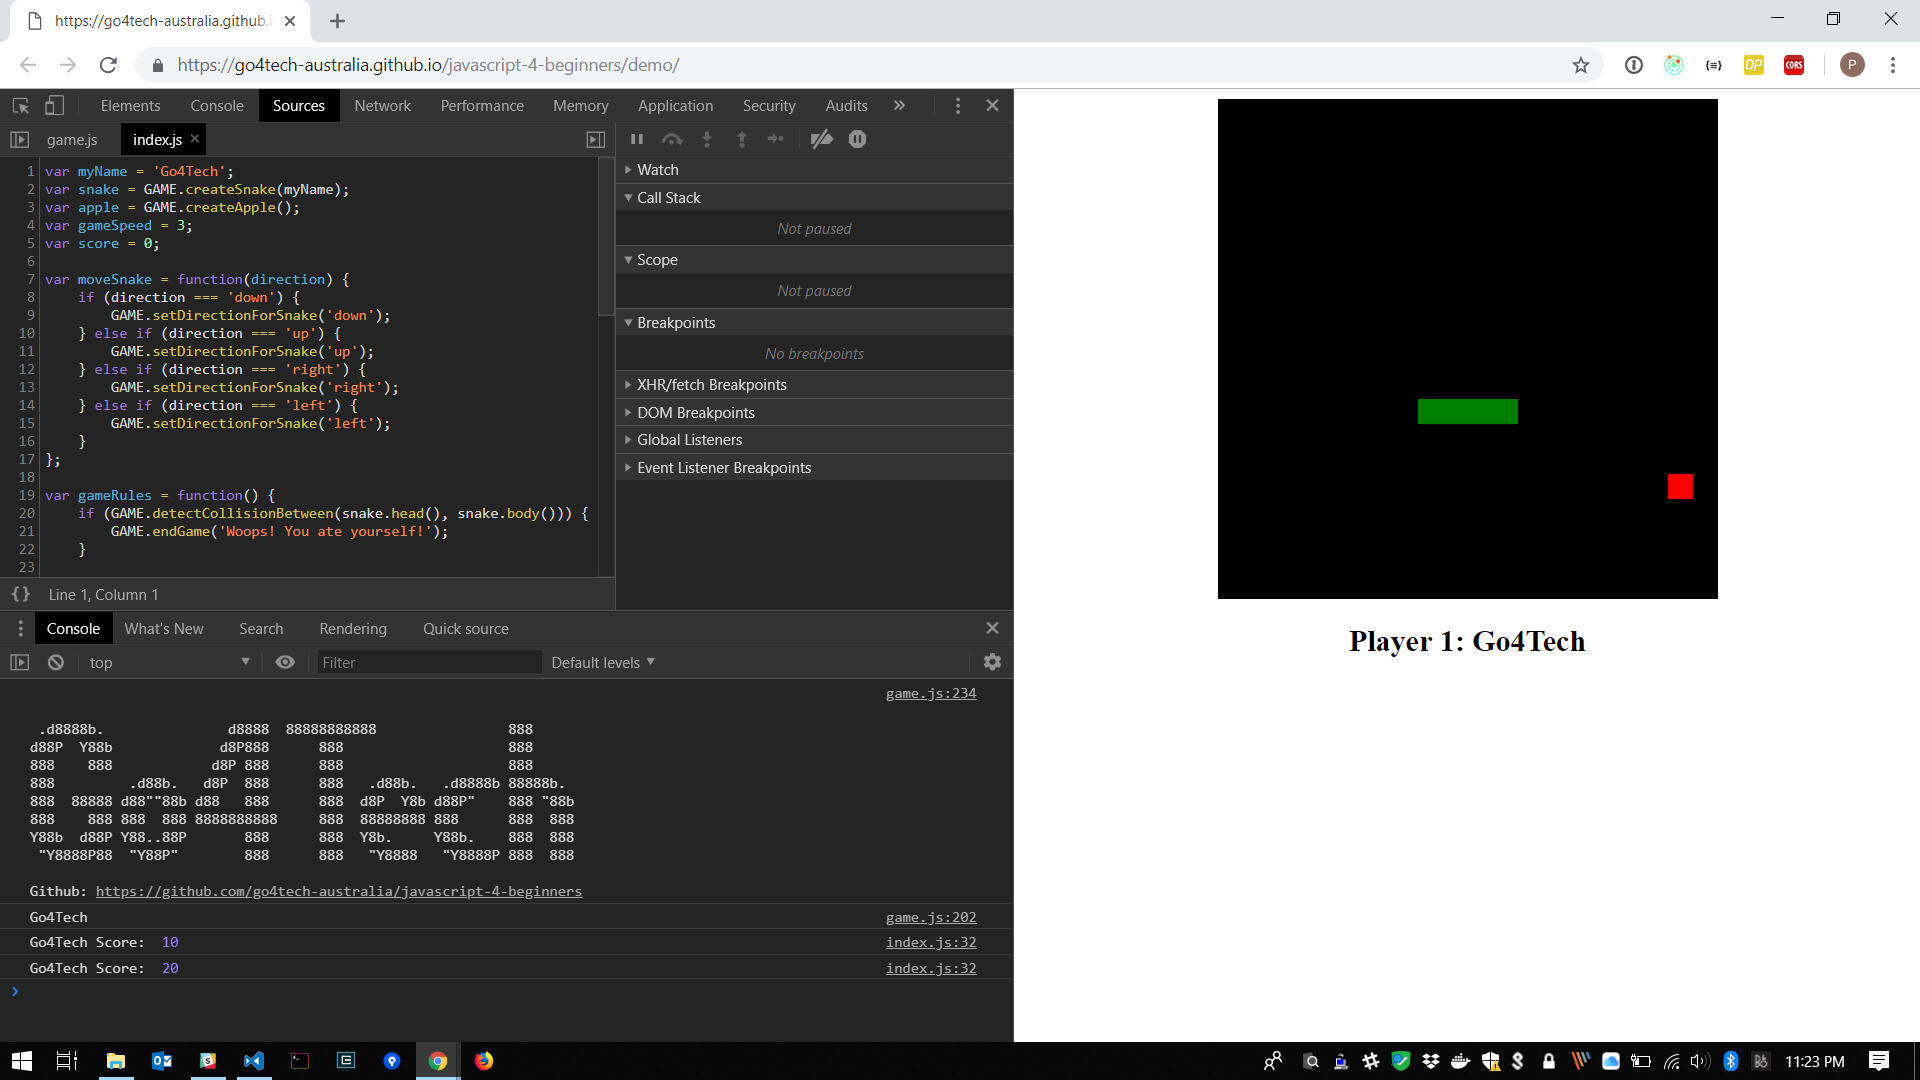 https://go4tech-australia.github.i
https://go4tech-australia.github.io/javascript-4-beginners/demo/
OP
CORS
P
Elements Console Sources Network Performance Memory Application Security Audits
game.js index.js
1 var myName = 'Go4Tech';
2 var snake = GAME.createSnake(myName);
3 var apple = GAME.createApple();
4 var gameSpeed = 3;
5 var score = 0;
6
7 var moveSnake = function(direction) {
8 if (direction === 'down') {
9 GAME.setDirectionForSnake('down');
10 } else if (direction === 'up') {
11 GAME.setDirectionForSnake('up');
12 } else if (direction === 'right') {
13 GAME.setDirectionForSnake('right');
14 } else if (direction === 'left') {
15 GAME.setDirectionForSnake('left');
16 }
17 };
18
19 var gameRules = function() {
20 if (GAME.detectCollisionBetween(snake.head(), snake.body())) {
21 GAME.endGame('Woops! You ate yourself!');
22 }
23
{} Line 1, Column 1
Watch
Call Stack
Not paused
Scope
Not paused
Breakpoints
No breakpoints
XHR/fetch Breakpoints
DOM Breakpoints
Global Listeners
Event Listener Breakpoints
Console What's New Search Rendering Quick source
top Filter Default levels
game.js:234
 .d8888b.               d8888  88888888888                888
d88P  Y88b             d8P888      888                    888
888    888            d8P 888      888                    888
888         .d88b.   d8P  888      888   .d88b.   .d8888b 88888b.
888  88888 d88""88b d88   888      888  d8P  Y8b d88P"    888 "88b
888    888 888  888 8888888888     888  88888888 888      888  888
Y88b  d88P Y88..88P       888      888  Y8b.     Y88b.    888  888
 "Y8888P88  "Y88P"        888      888   "Y8888   "Y8888P 888  888
Github: https://github.com/go4tech-australia/javascript-4-beginners
Go4Tech game.js:202
Go4Tech Score: 10 index.js:32
Go4Tech Score: 20 index.js:32
Player 1: Go4Tech
11:23 PM